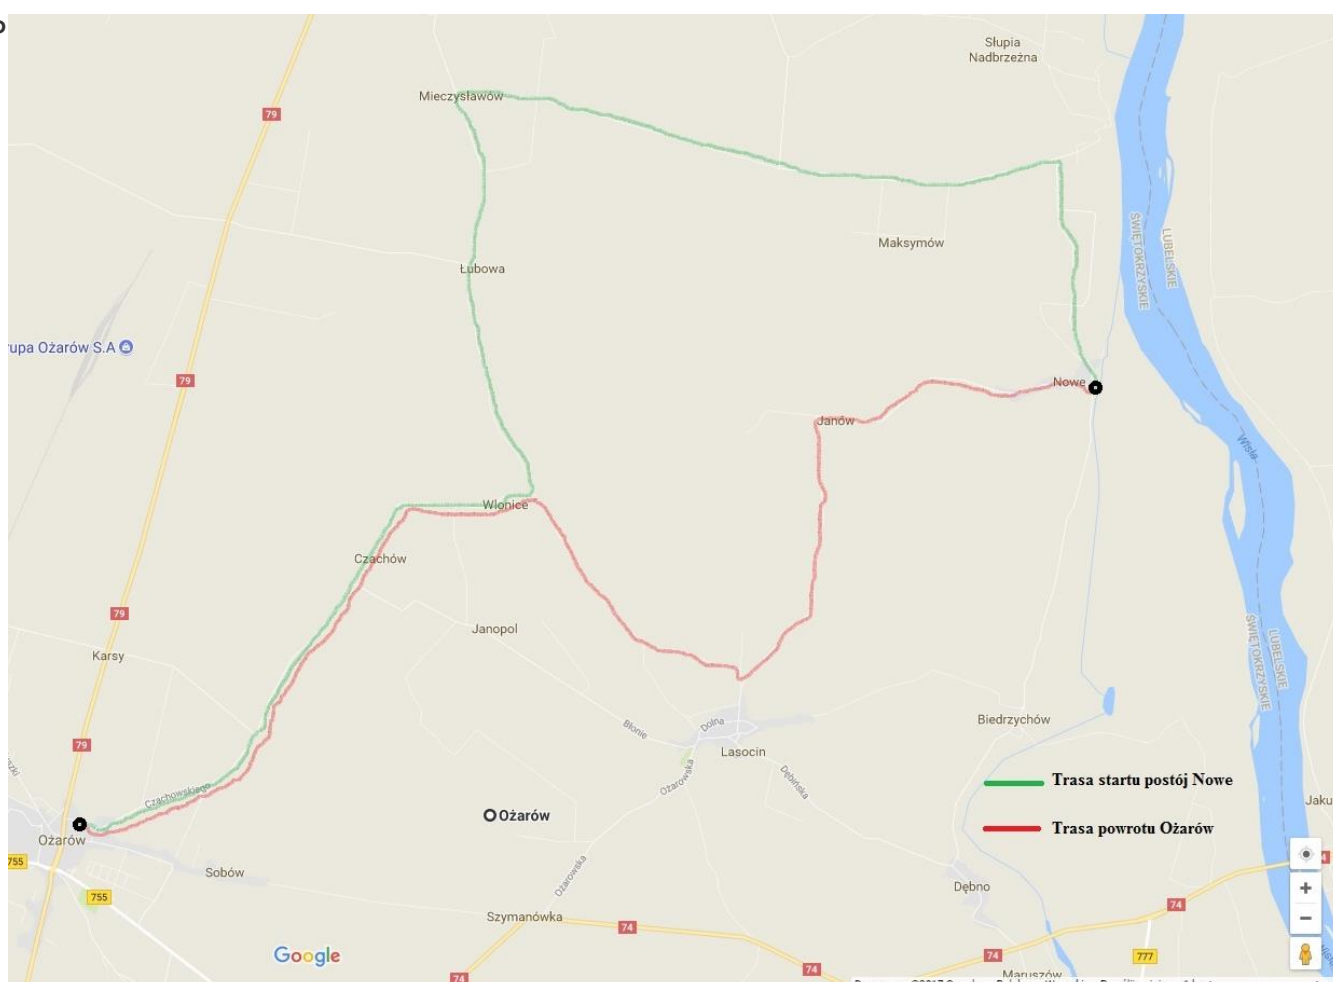 Słupia
Nadbrzeżna
Mieczysławów
79
Maksymów
ŚWIĘTOKRZYSKIE
LUBELSKIE
Łubowa
rupa Ożarów S.A
79
Nowe
Janów
Wisła
Wlonice
Czachów
79
Janopol
Karsy
ŚWIĘTOKRZYSKIE
LUBELSKIE
Błonie
Dolna
Biedrzychów
79
Lasocin
Ożarowska
Dębińska
Trasa startu postój Nowe
Czachowskiego
Jaku
Ożarów
Trasa powrotu Ożarów
Ożarów
755
Sobów
Ożarowska
Dębno
4
755
74
Szymanówka
74
Google
74
777
74
74
Maruszów